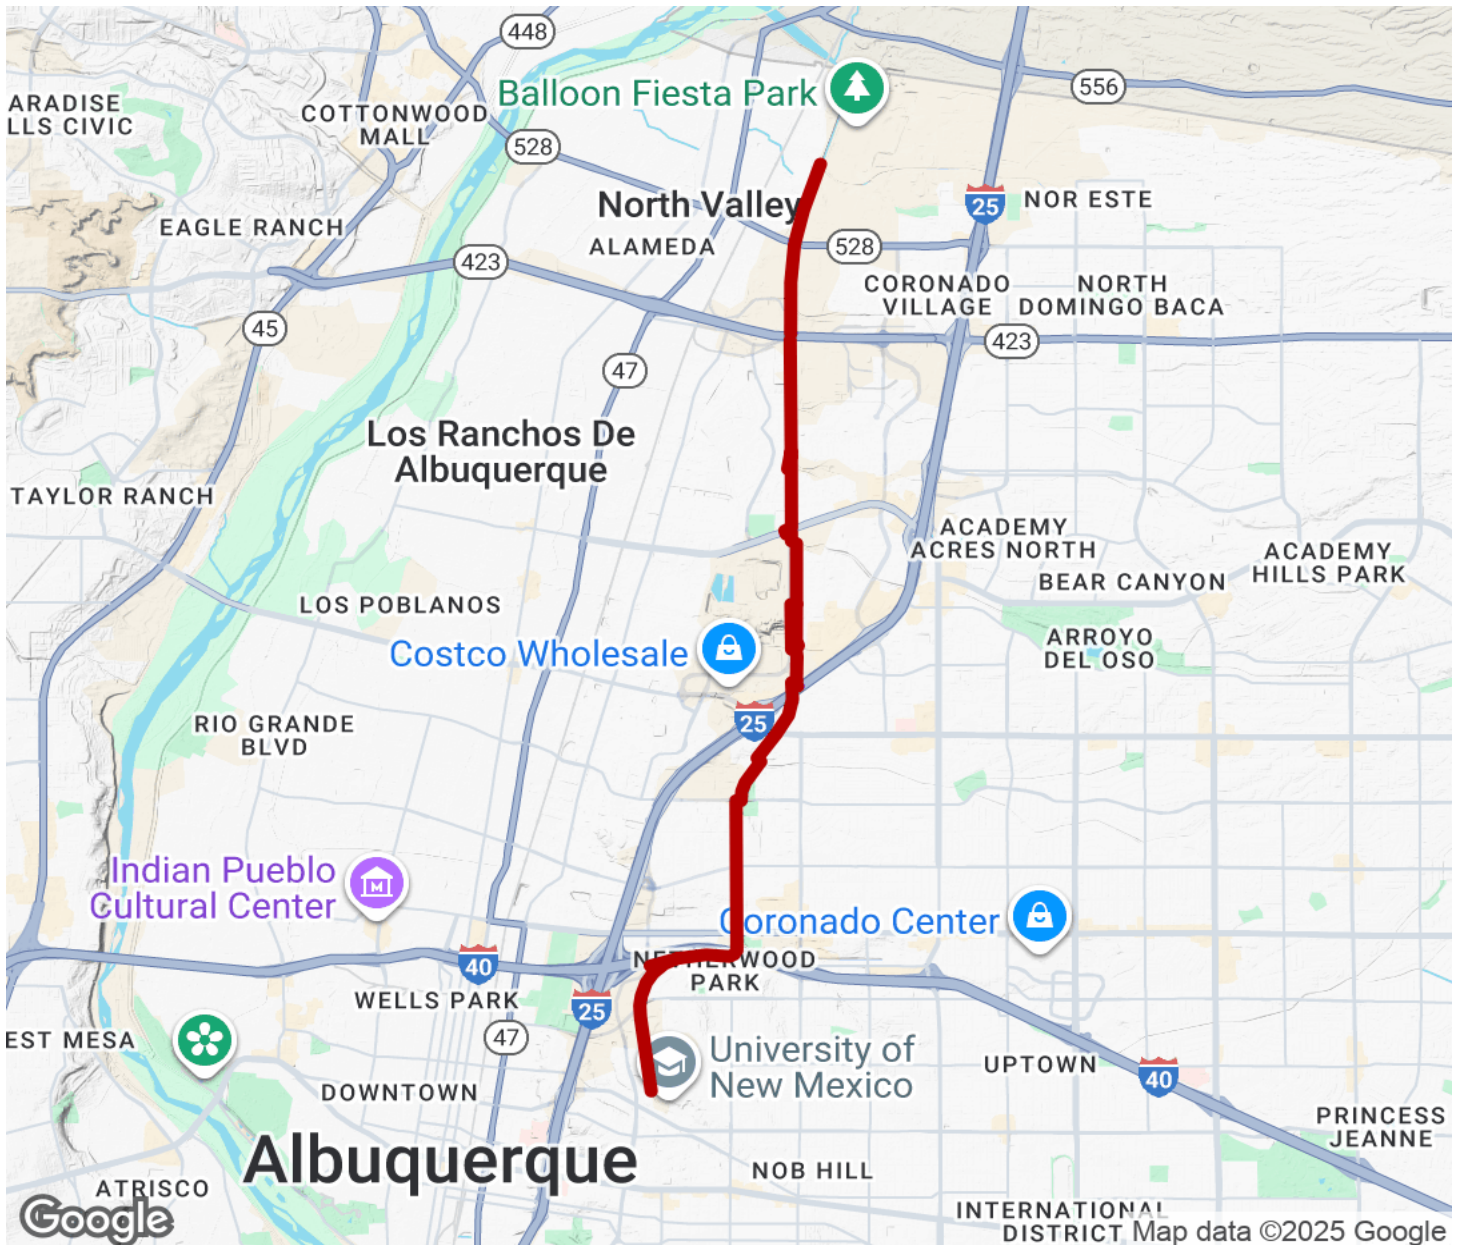 448
556
Balloon Fiesta Park
ARADISE
LLS CIVIC
COTTONWOOD
MALL
528
North Valley
25
NOR ESTE
EAGLE RANCH
ALAMEDA
528
423
CORONADO
VILLAGE
NORTH
DOMINGO BACA
45
423
47
Los Ranchos De
Albuquerque
TAYLOR RANCH
ACADEMY
ACRES NORTH
ACADEMY
HILLS PARK
BEAR CANYON
LOS POBLANOS
Costco Wholesale
ARROYO
DEL OSO
RIO GRANDE
BLVD
25
Indian Pueblo
Cultural Center
M
Coronado Center
NETHERWOOD
PARK
40
WELLS PARK
25
EST MESA
47
University of
New Mexico
UPTOWN
40
DOWNTOWN
PRINCESS
JEANNE
Albuquerque
NOB HILL
ATRISCO
INTERNATIONAL
DISTRICT
Google
Map data ©2025 Google